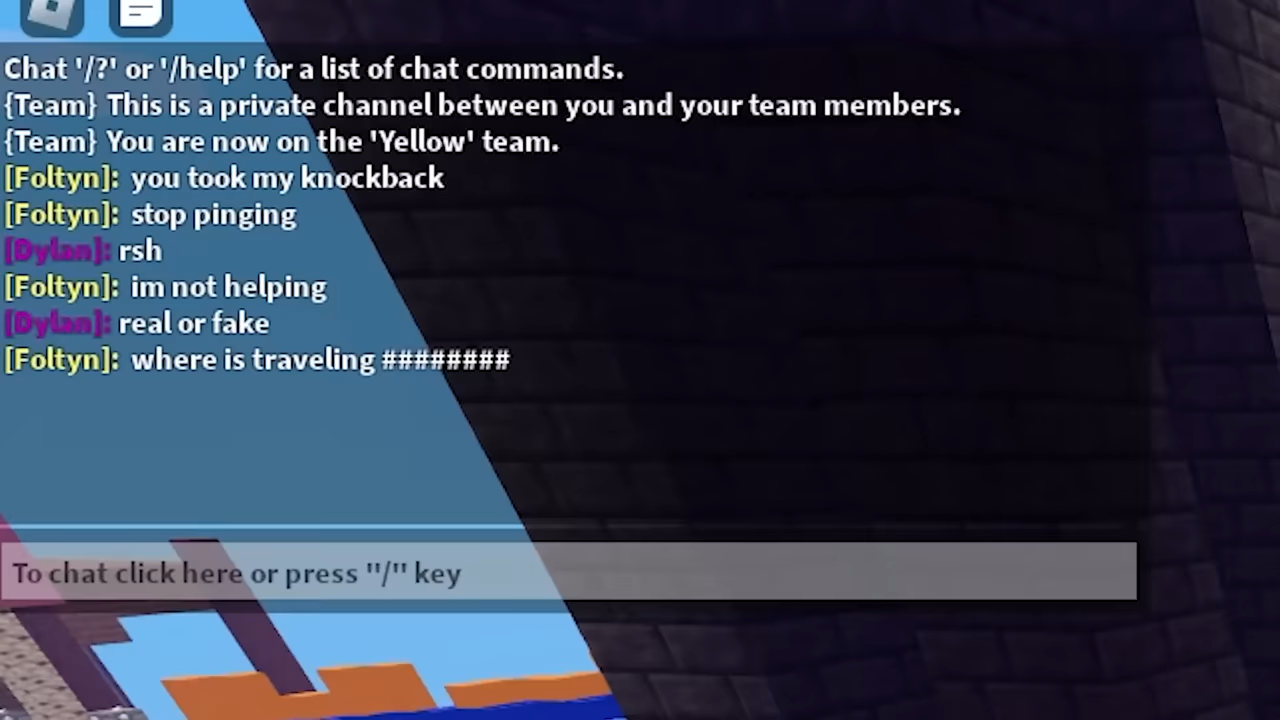 Chat '/?' or '/help' for a list of chat commands.
{Team} This is a private channel between you and your team members.
{Team} You are now on the 'Yellow' team.
[Foltyn]: you took my knockback
[Foltyn]: stop pinging
[Dylan]: rsh
[Foltyn]: im not helping
[Dylan]: real or fake
[Foltyn]: where is traveling ########
To chat click here or press "/" key